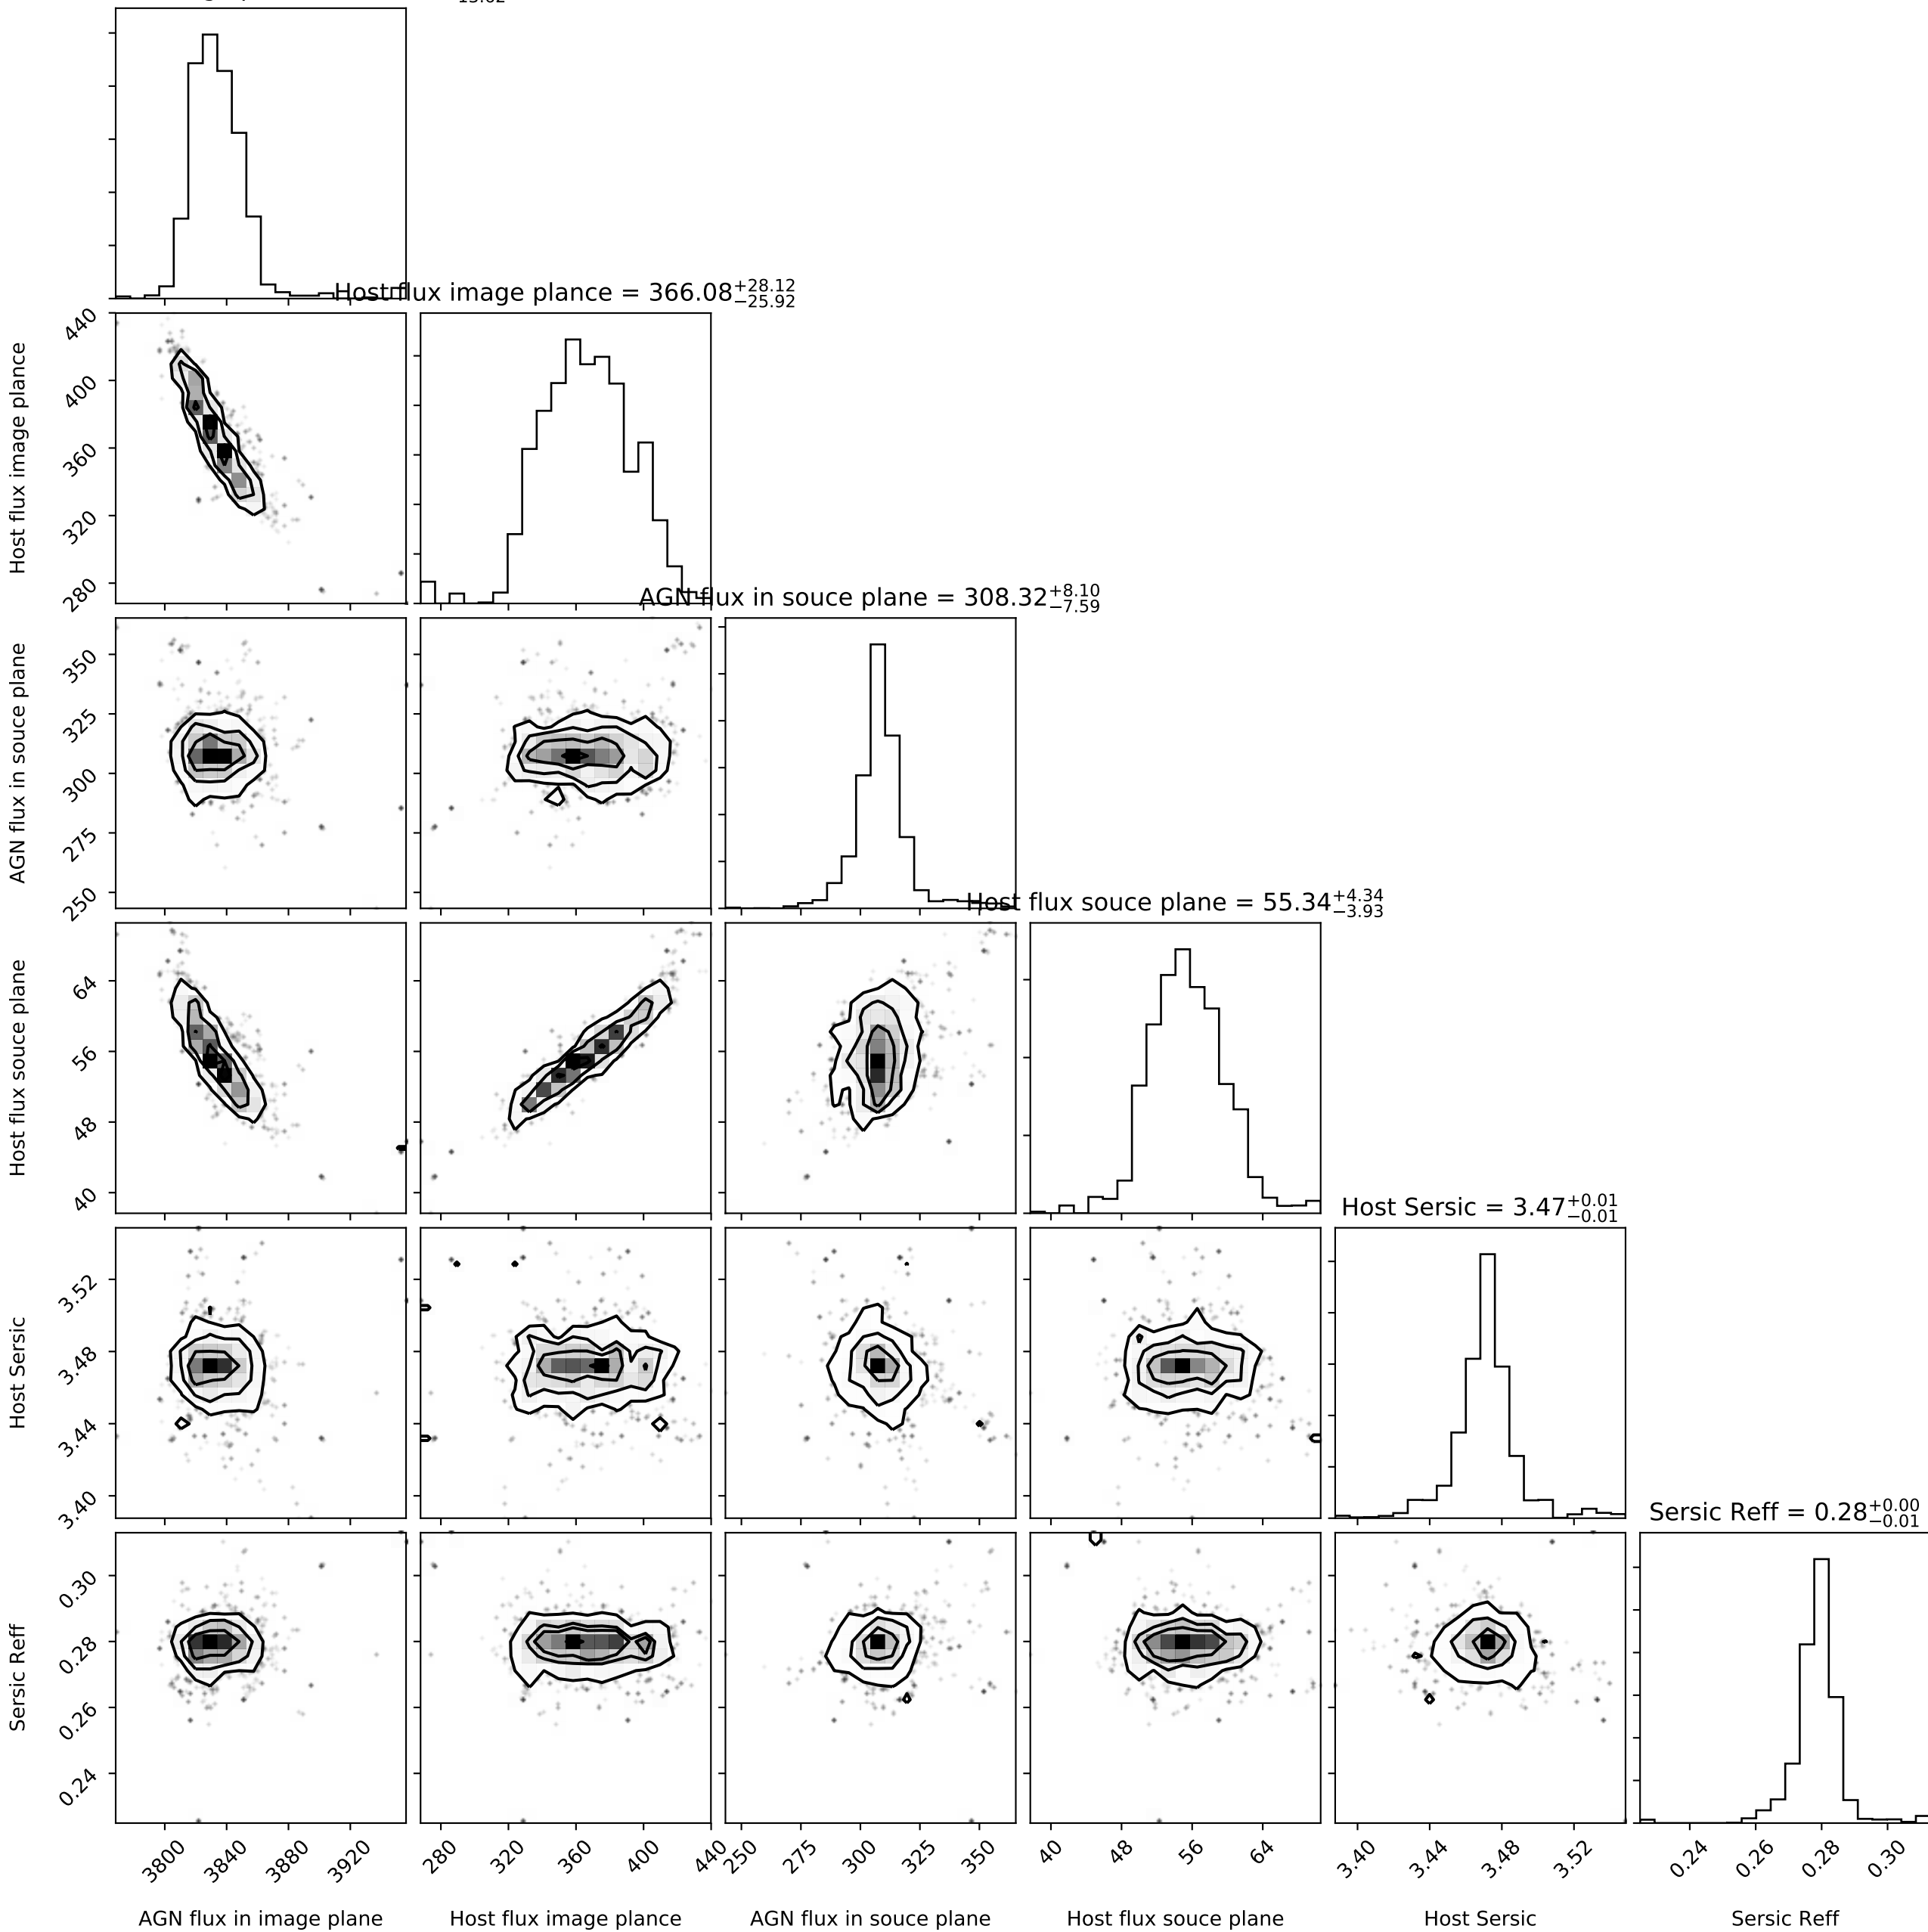 Host flux image plance = 366.08 +28.12 −25.92
440
400
360
320
280
Host flux image plance
AGN flux in souce plane = 308.32 +8.10 −7.59
350
325
300
275
250
AGN flux in souce plane
Host flux souce plane = 55.34 +4.34 −3.93
64
56
48
40
Host flux souce plane
Host Sersic = 3.47 +0.01 −0.01
3.52
3.48
3.44
3.40
Host Sersic
Sersic Reff = 0.28 +0.00 −0.01
0.30
0.28
0.26
0.24
Sersic Reff
3800 3840 3880 3920 280 320 360 400 440 250 275 300 325 350 40 48 56 64 3.40 3.44 3.48 3.52 0.24 0.26 0.28 0.30
AGN flux in image plane Host flux image plance AGN flux in souce plane Host flux souce plane Host Sersic Sersic Reff